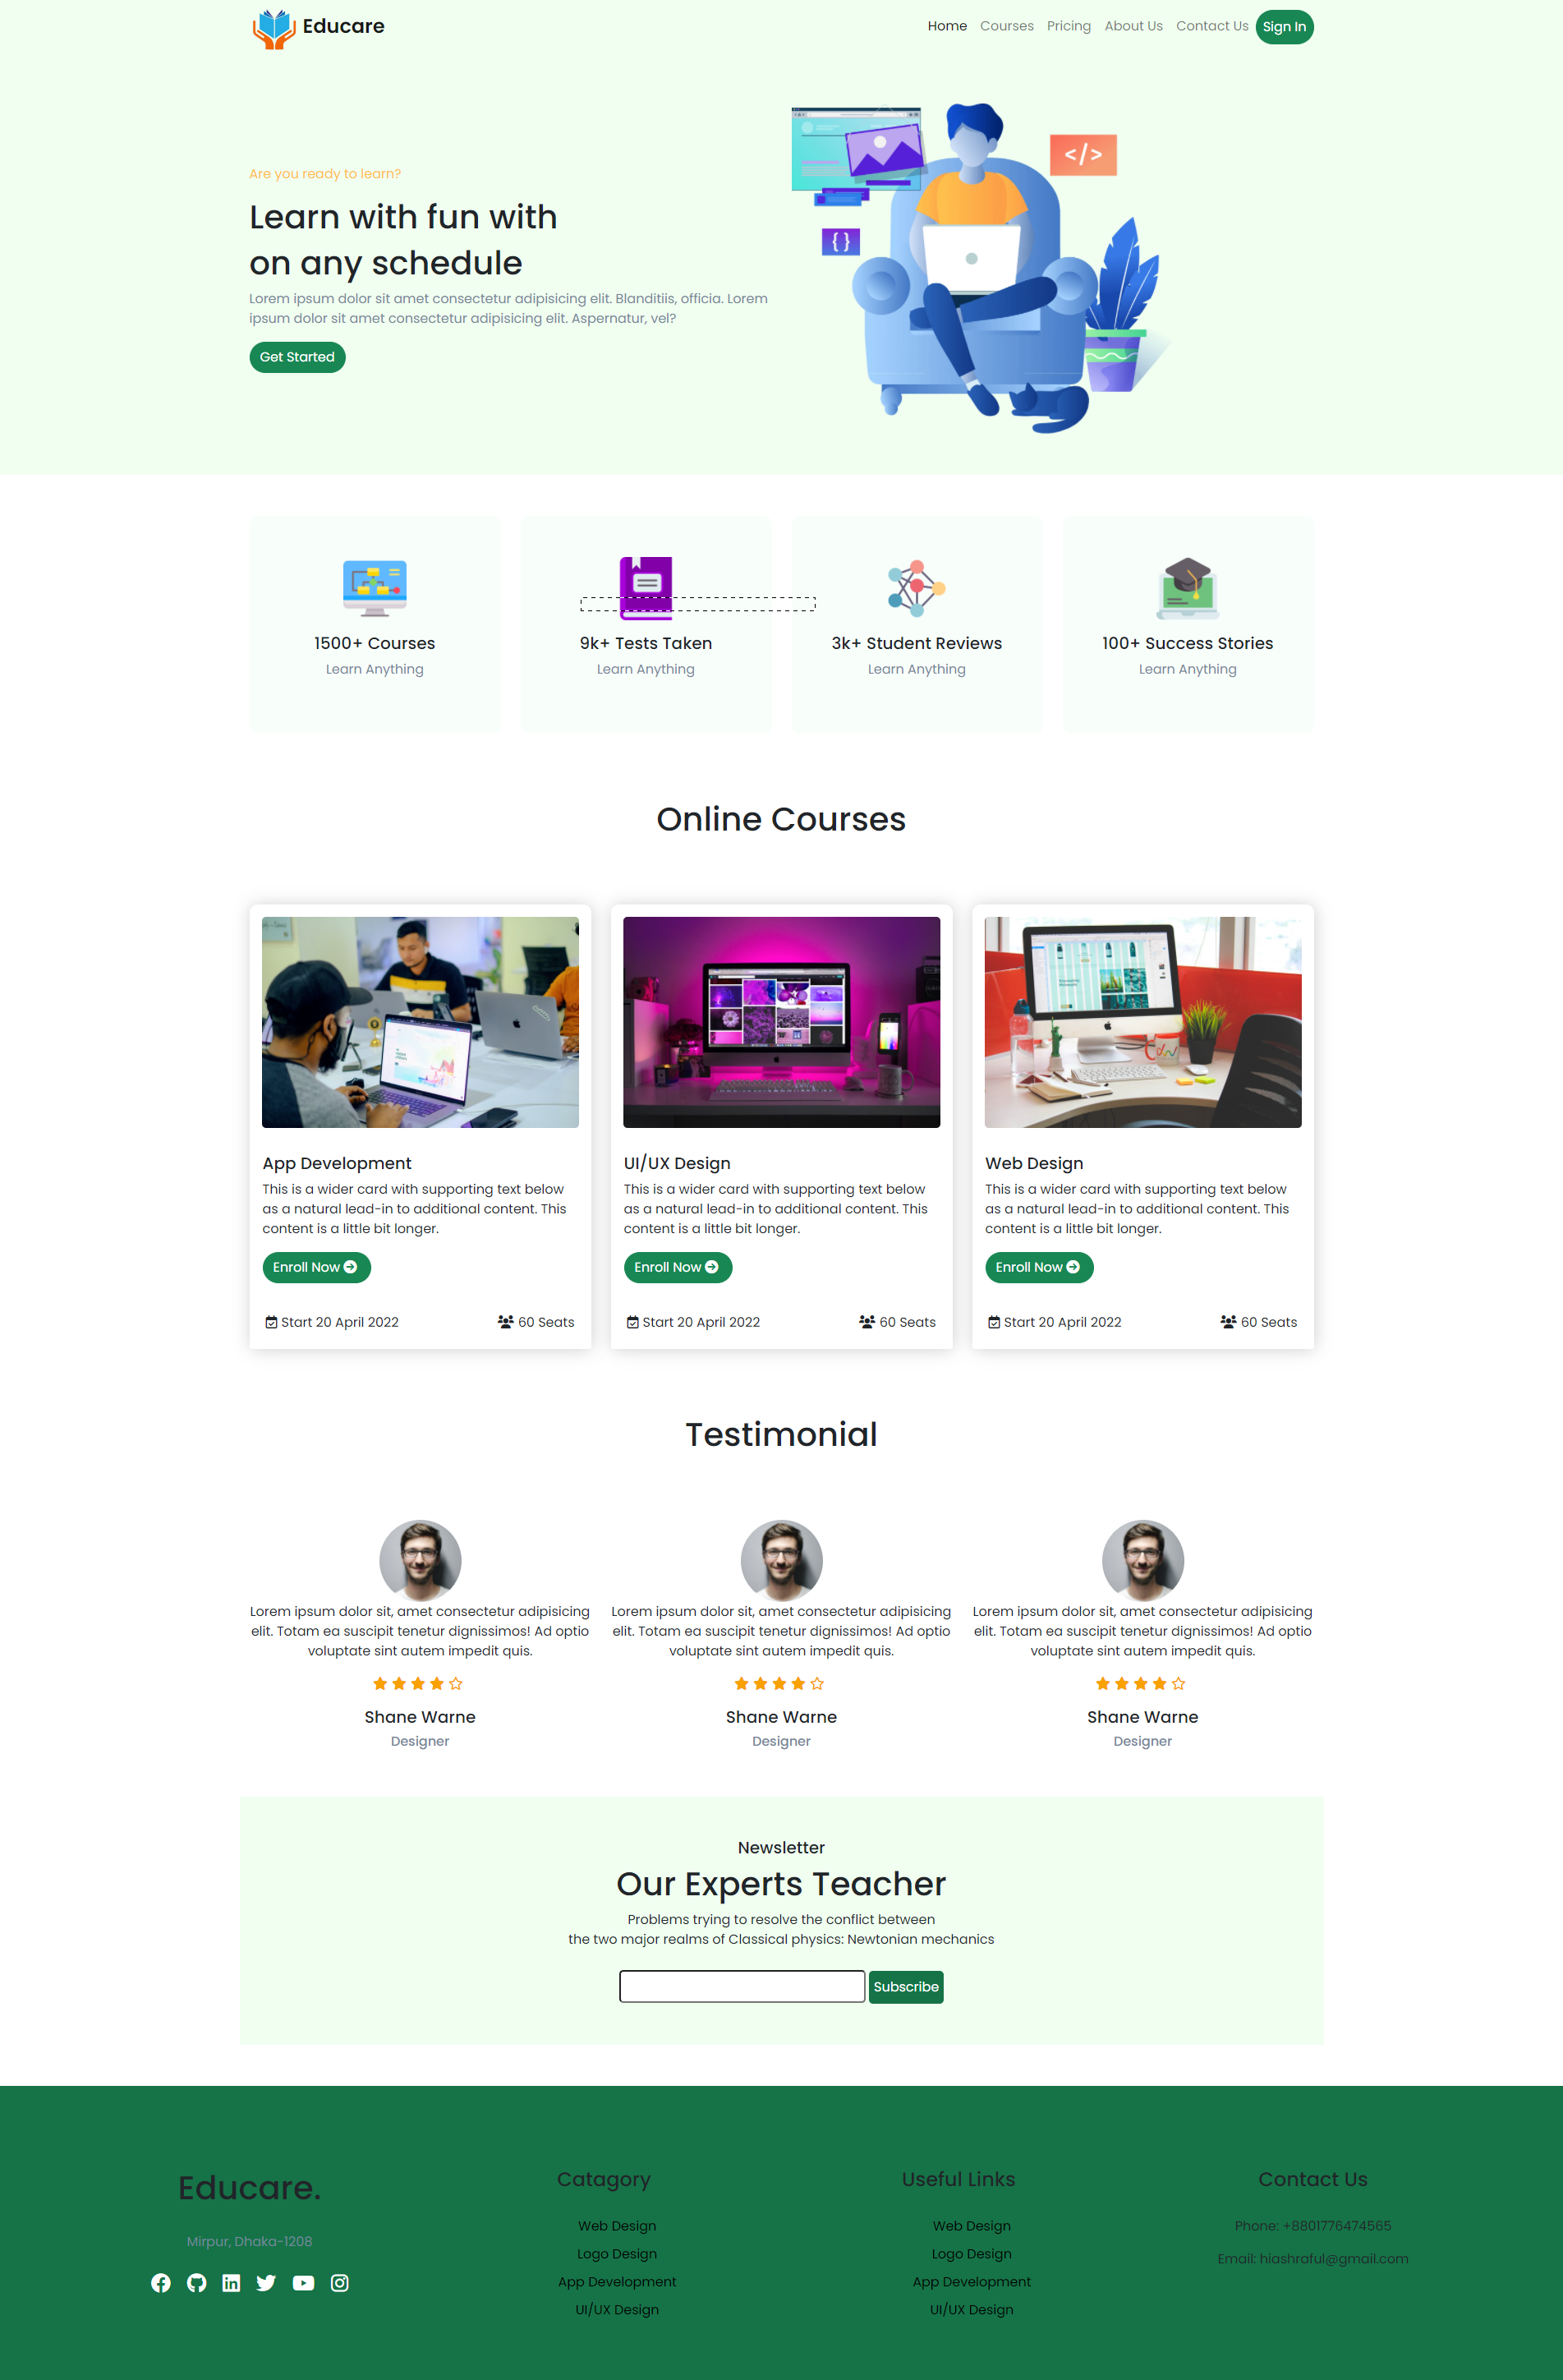 Educare
Home Courses Pricing About Us Contact Us Sign In
Are you ready to learn?
Learn with fun with
on any schedule
Lorem ipsum dolor sit amet consectetur adipisicing elit. Blanditiis, officia. Lorem
ipsum dolor sit amet consectetur adipisicing elit. Aspernatur, vel?
Get Started
</>
{ }
1500+ Courses
Learn Anything
9k+ Tests Taken
Learn Anything
3k+ Student Reviews
Learn Anything
100+ Success Stories
Learn Anything
Online Courses
App Development
This is a wider card with supporting text below
as a natural lead-in to additional content. This
content is a little bit longer.
Enroll Now
Start 20 April 2022
60 Seats
UI/UX Design
This is a wider card with supporting text below
as a natural lead-in to additional content. This
content is a little bit longer.
Enroll Now
Start 20 April 2022
60 Seats
Web Design
This is a wider card with supporting text below
as a natural lead-in to additional content. This
content is a little bit longer.
Enroll Now
Start 20 April 2022
60 Seats
Testimonial
Lorem ipsum dolor sit, amet consectetur adipisicing
elit. Totam ea suscipit tenetur dignissimos! Ad optio
voluptate sint autem impedit quis.
Shane Warne
Designer
Lorem ipsum dolor sit, amet consectetur adipisicing
elit. Totam ea suscipit tenetur dignissimos! Ad optio
voluptate sint autem impedit quis.
Shane Warne
Designer
Lorem ipsum dolor sit, amet consectetur adipisicing
elit. Totam ea suscipit tenetur dignissimos! Ad optio
voluptate sint autem impedit quis.
Shane Warne
Designer
Newsletter
Our Experts Teacher
Problems trying to resolve the conflict between
the two major realms of Classical physics: Newtonian mechanics
Subscribe
Educare.
Mirpur, Dhaka-1208
Catagory
Web Design
Logo Design
App Development
UI/UX Design
Useful Links
Web Design
Logo Design
App Development
UI/UX Design
Contact Us
Phone: +8801776474565
Email: hiashraful@gmail.com